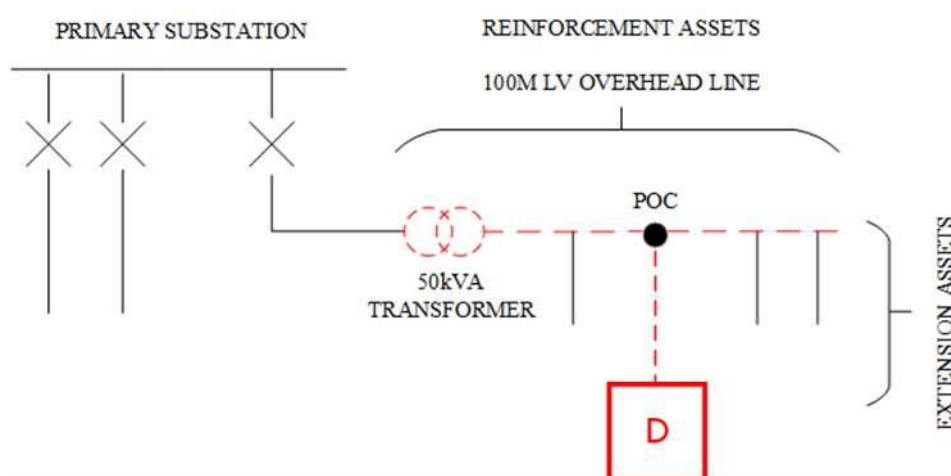 PRIMARY SUBSTATION
REINFORCEMENT ASSETS
100M LV OVERHEAD LINE
POC
50kVA
TRANSFORMER
EXTENSION ASSETS
D